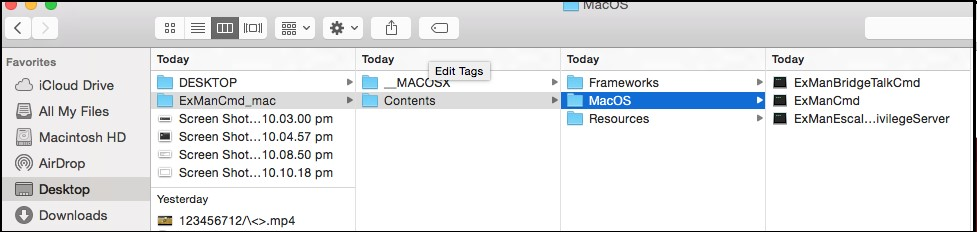 MacOS
Favorites
iCloud Drive
All My Files
Macintosh HD
AirDrop
Desktop
Downloads
Today
DESKTOP
ExManCmd_mac
Screen Shot...10.03.00 pm
Screen Shot...10.04.57 pm
Screen Shot...10.08.50 pm
Screen Shot...10.10.18 pm
Yesterday
123456712/\<>.mp4
Today
__MACOSX
Contents
Edit Tags
Today
Frameworks
MacOS
Resources
Today
ExManBridgeTalkCmd
ExManCmd
ExManEscal...ivilegeServer